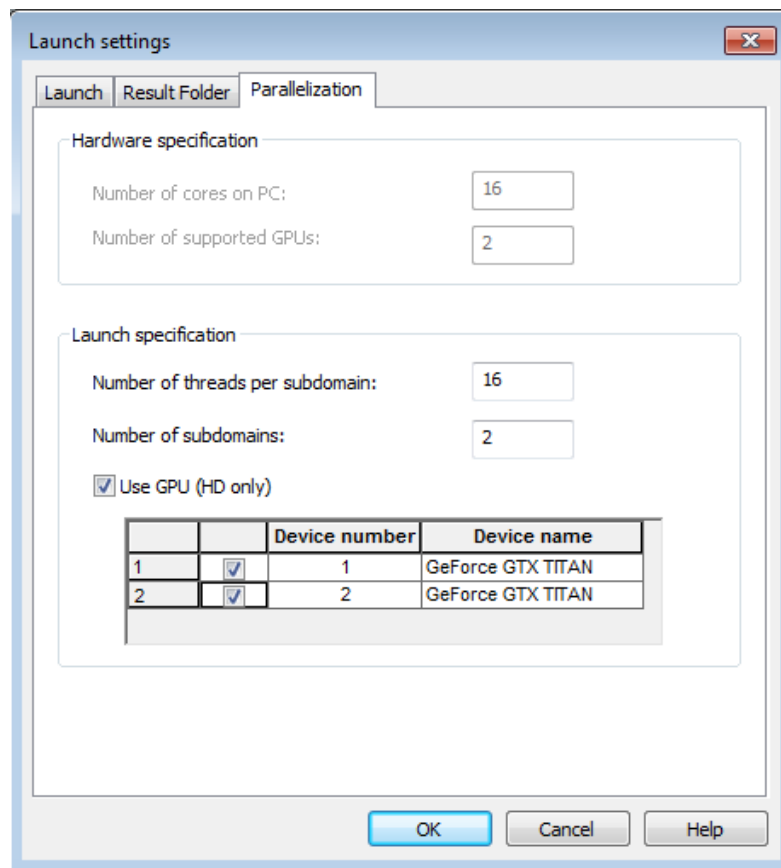 Launch settings
Launch Result Folder Parallelization
Hardware specification
Number of cores on PC: 16
Number of supported GPUs: 2
Launch specification
Number of threads per subdomain: 16
Number of subdomains: 2
Use GPU (HD only)
Device number Device name
1 1 GeForce GTX TITAN
2 2 GeForce GTX TITAN
OK Cancel Help